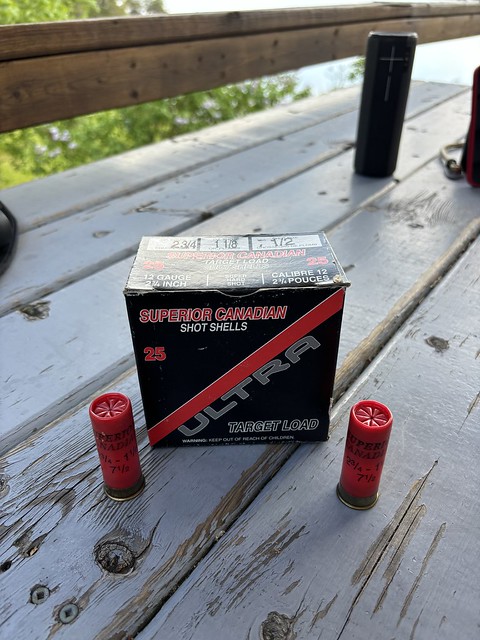 2 3/4 1 1/8 7 1/2
SUPERIOR CANADIAN
TARGET LOAD
25 25
12 GAUGE CALIBRE 12
2 3/4 INCH 2 3/4 POUCES
SUPERIOR CANADIAN
SHOT SHELLS
25
ULTRA
TARGET LOAD
WARNING: KEEP OUT OF REACH OF CHILDREN.
7 1/2
7 1/2